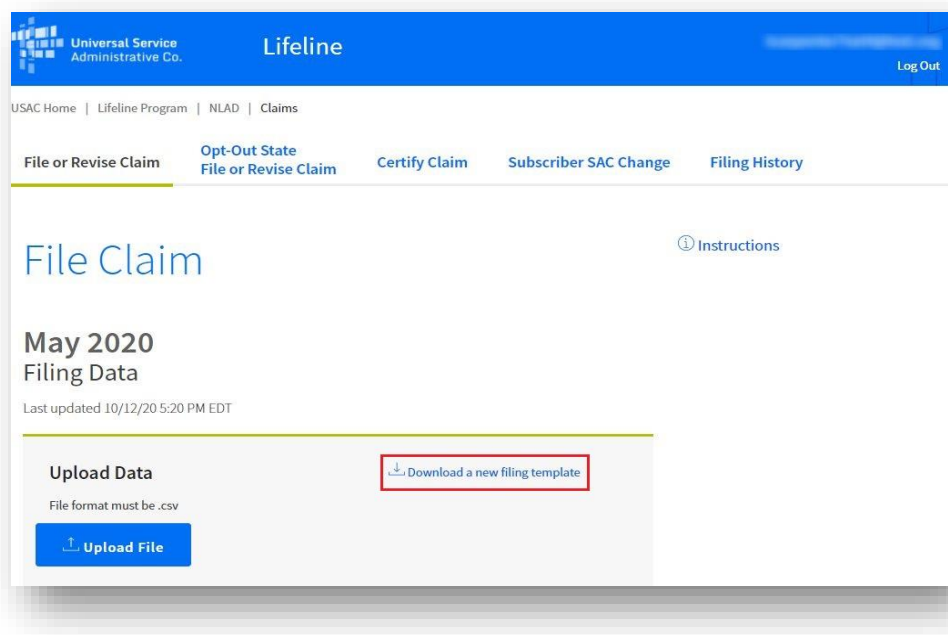 Universal Service
Administrative Co.
Lifeline
Log Out
USAC Home | Lifeline Program | NLAD | Claims
File or Revise Claim
Opt-Out State
File or Revise Claim
Certify Claim
Subscriber SAC Change
Filing History
File Claim
Instructions
May 2020
Filing Data
Last updated 10/12/20 5:20 PM EDT
Upload Data
Download a new filing template
File format must be .csv
Upload File